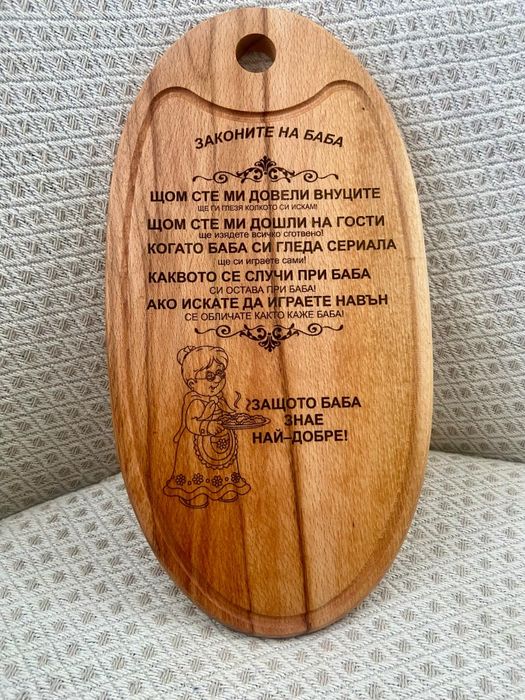 ЗАКОНИТЕ НА БАБА
ЩОМ СТЕ МИ ДОВЕЛИ ВНУЦИТЕ
ЩЕ ГИ ГЛЕЗЯ КОЛКОТО СИ ИСКАМ!
ЩОМ СТЕ МИ ДОШЛИ НА ГОСТИ
ще изядете всичко сготвено!
КОГАТО БАБА СИ ГЛЕДА СЕРИАЛА
ще си играете сами!
КАКВОТО СЕ СЛУЧИ ПРИ БАБА
СИ ОСТАВА ПРИ БАБА!
АКО ИСКАТЕ ДА ИГРАЕТЕ НАВЪН
СЕ ОБЛИЧАТЕ КАКТО КАЖЕ БАБА!
ЗАЩОТО БАБА
ЗНАЕ
НАЙ–ДОБРЕ!